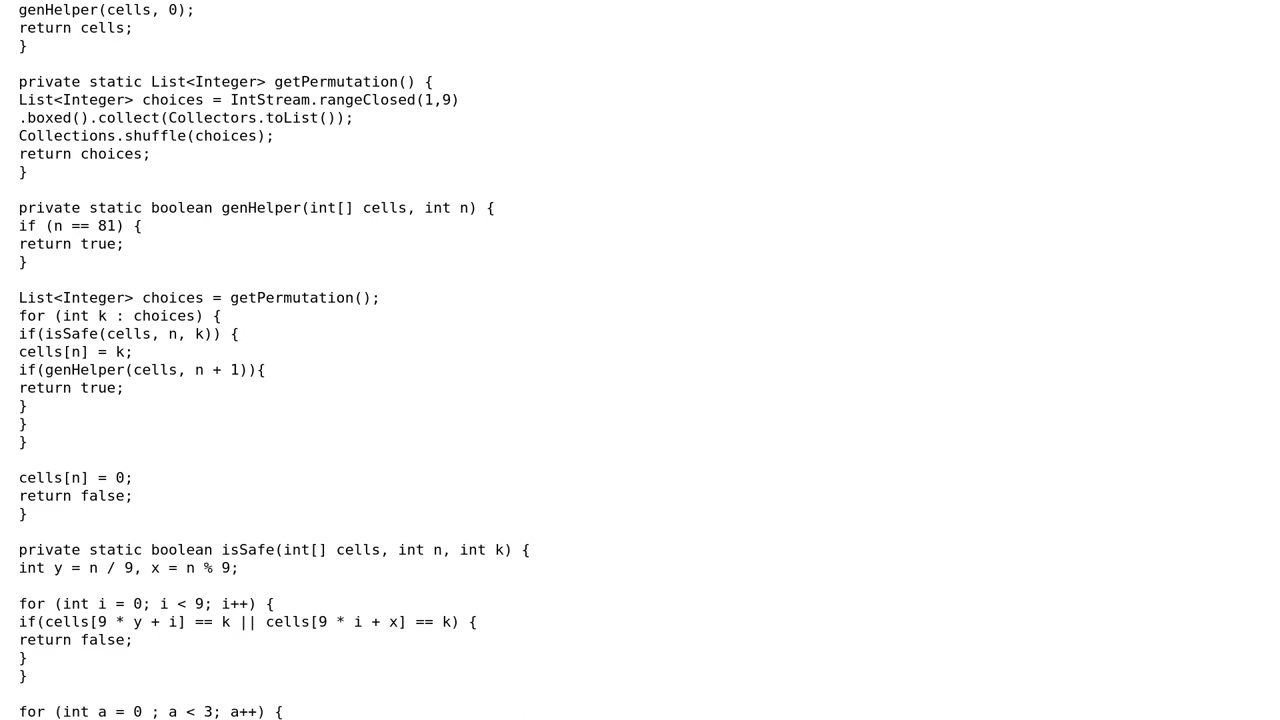 genHelper(cells, 0);
return cells;
}
private static List<Integer> getPermutation() {
List<Integer> choices = IntStream.rangeClosed(1,9)
.boxed().collect(Collectors.toList());
Collections.shuffle(choices);
return choices;
}
private static boolean genHelper(int[] cells, int n) {
if (n == 81) {
return true;
}
List<Integer> choices = getPermutation();
for (int k : choices) {
if(isSafe(cells, n, k)) {
cells[n] = k;
if(genHelper(cells, n + 1)){
return true;
}
}
}
cells[n] = 0;
return false;
}
private static boolean isSafe(int[] cells, int n, int k) {
int y = n / 9, x = n % 9;
for (int i = 0; i < 9; i++) {
if(cells[9 * y + i] == k || cells[9 * i + x] == k) {
return false;
}
}
for (int a = 0 ; a < 3; a++) {